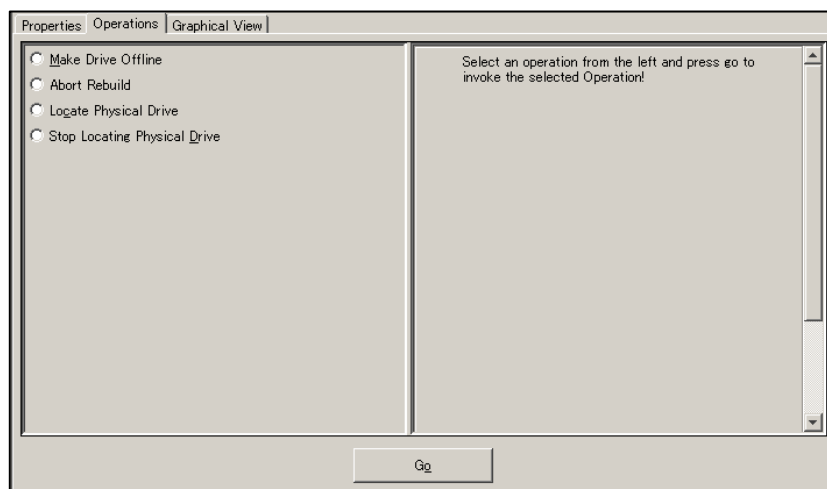 Properties Operations Graphical View
Make Drive Offline
Abort Rebuild
Locate Physical Drive
Stop Locating Physical Drive
Select an operation from the left and press go to
invoke the selected Operation!
Go